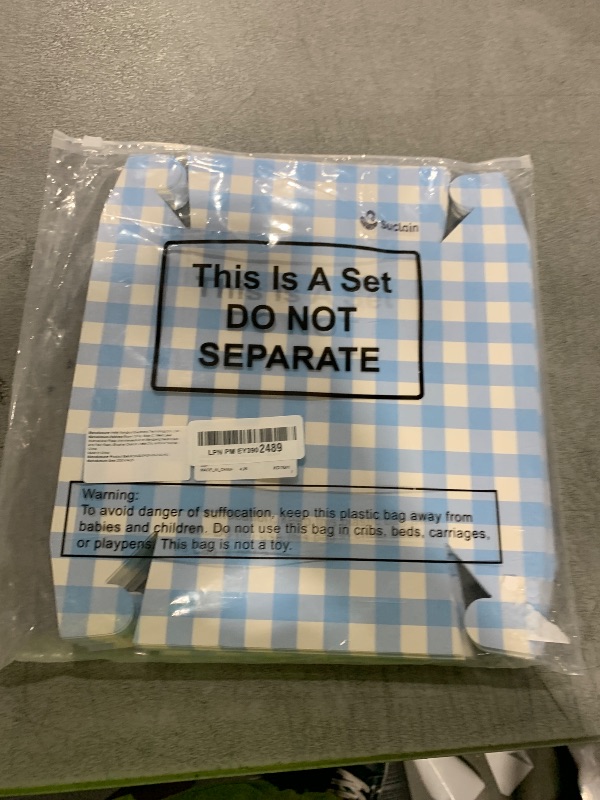 Suclain
This Is A Set
DO NOT
SEPARATE
LPN PM EY390 2489
Warning:
To avoid danger of suffocation, keep this plastic bag away from
babies and children. Do not use this bag in cribs, beds, carriages,
or playpens. This bag is not a toy.